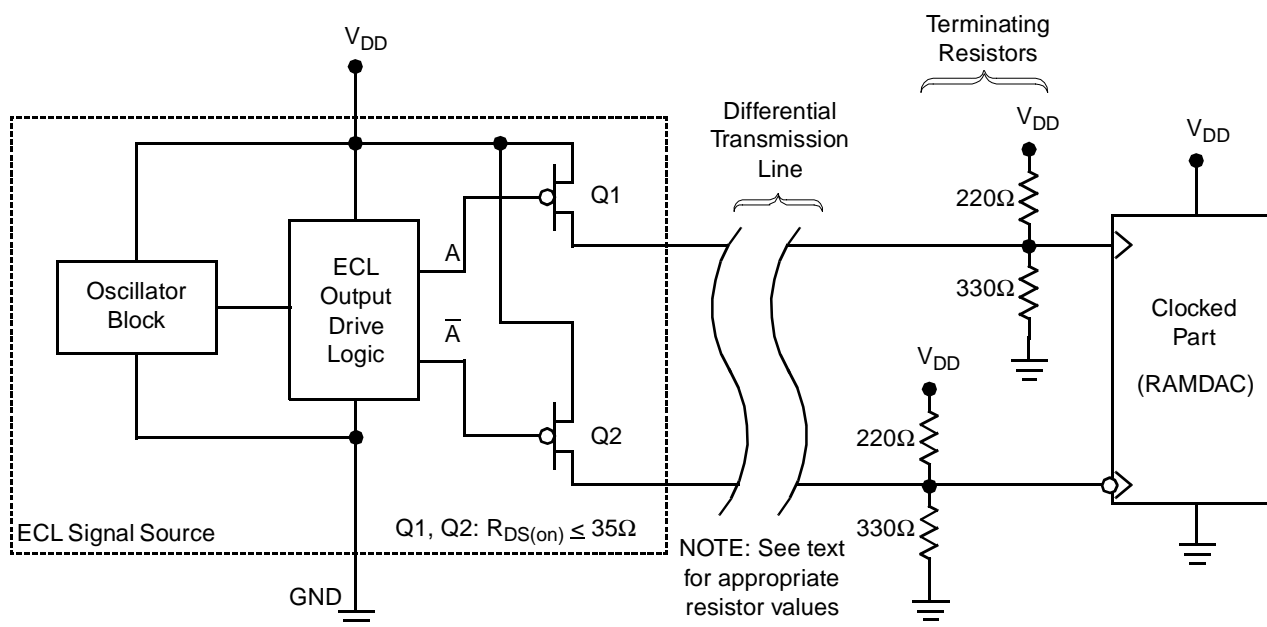 Terminating
Resistors
V_DD
Differential
Transmission
Line
V_DD
V_DD
Q1
220Ω
A
ECL
Output
Drive
Logic
Oscillator
Block
330Ω
Clocked
Part
(RAMDAC)
A̅
V_DD
Q2
220Ω
ECL Signal Source
Q1, Q2: R_DS(on) ≤ 35Ω
330Ω
NOTE: See text
for appropriate
resistor values
GND